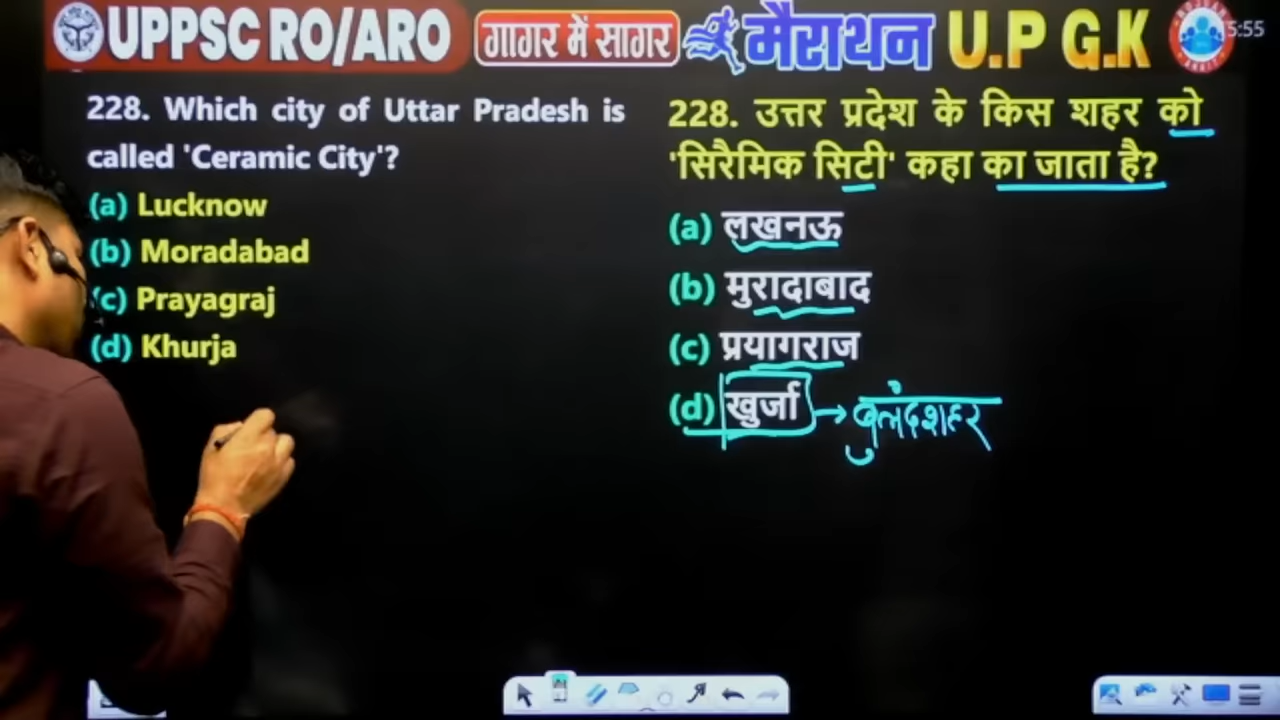 UPPSC RO/ARO गागर में सागर मैराथन U.P G.K
5:55
228. Which city of Uttar Pradesh is
called 'Ceramic City'?
(a) Lucknow
(b) Moradabad
(c) Prayagraj
(d) Khurja
228. उत्तर प्रदेश के किस शहर को
'सिरैमिक सिटी' कहा का जाता है?
(a) लखनऊ
(b) मुरादाबाद
(c) प्रयागराज
(d) खुर्जा → बुलंदशहर